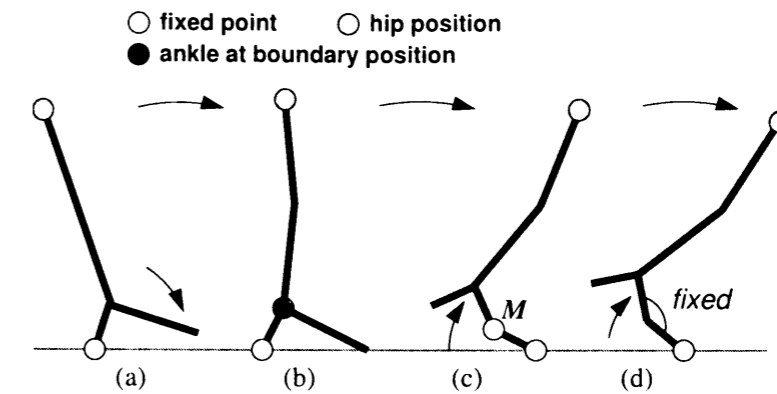 fixed point hip position
ankle at boundary position
M
fixed
(a) (b) (c) (d)